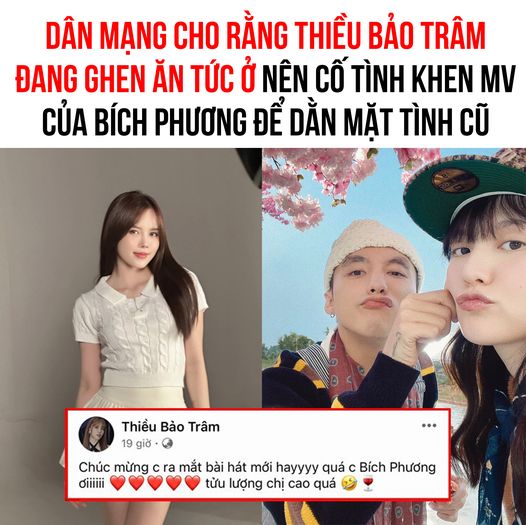 DÂN MẠNG CHO RẰNG THIỀU BẢO TRÂM
ĐANG GHEN ĂN TỨC Ở NÊN CỐ TÌNH KHEN MV
CỦA BÍCH PHƯƠNG ĐỂ DẰN MẶT TÌNH CŨ
Thiều Bảo Trâm
19 giờ ·
Chúc mừng c ra mắt bài hát mới hayyyy quá c Bích Phương
ơiiiiii ❤️❤️❤️❤️❤️ tửu lượng chị cao quá 🤣🍷